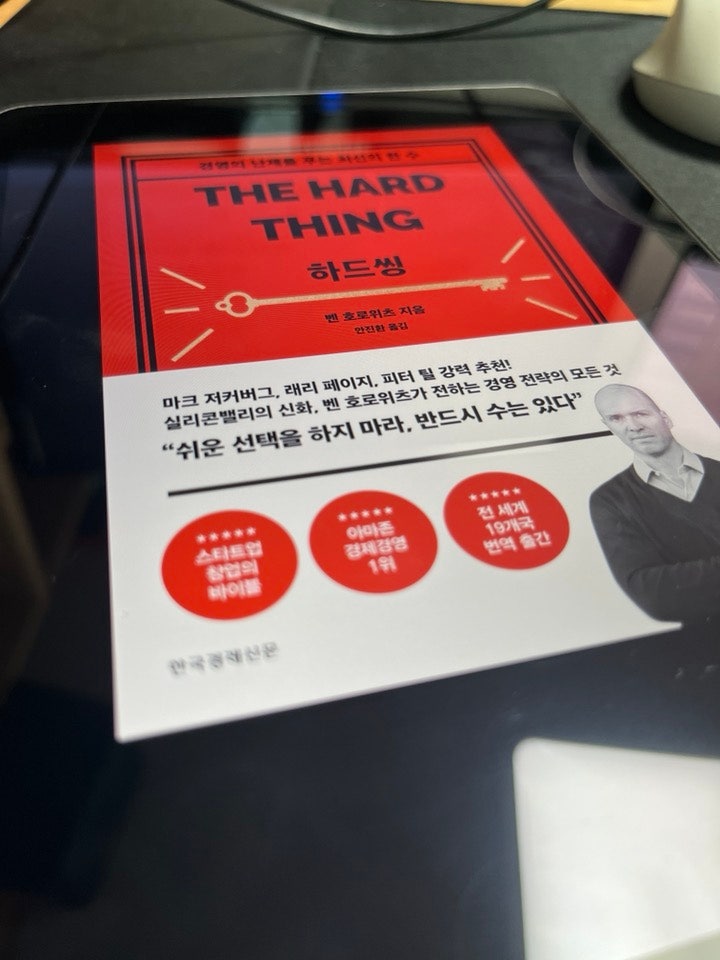 경영의 난제를 푸는 최선의 한 수
THE HARD
THING
하드씽
벤 호로위츠 지음
안진환 옮김
마크 저커버그, 래리 페이지, 피터 틸 강력 추천!
실리콘밸리의 신화, 벤 호로위츠가 전하는 경영 전략의 모든 것
“쉬운 선택을 하지 마라, 반드시 수는 있다”
★★★★★
스타트업
창업의
바이블
★★★★★
아마존
경제경영
1위
★★★★★
전 세계
19개국
번역 출간
한국경제신문